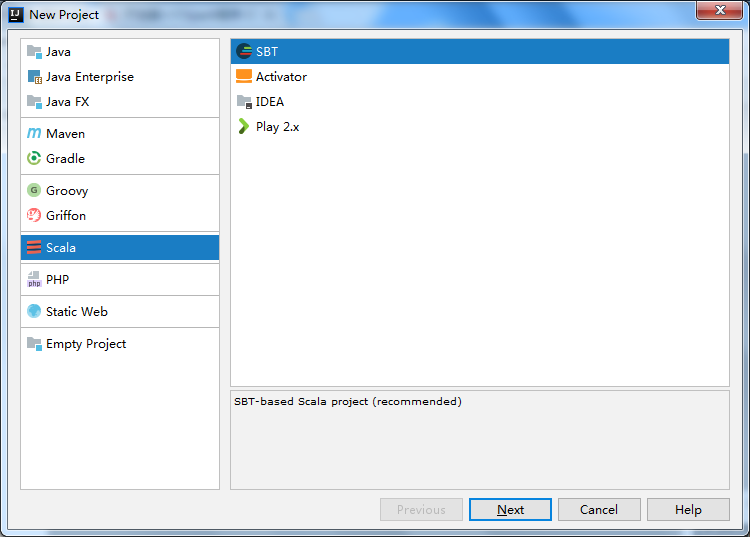 New Project
Java
Java Enterprise
Java FX
Maven
Gradle
Groovy
Griffon
Scala
PHP
Static Web
Empty Project
SBT
Activator
IDEA
Play 2.x
SBT-based Scala project (recommended)
Previous
Next
Cancel
Help